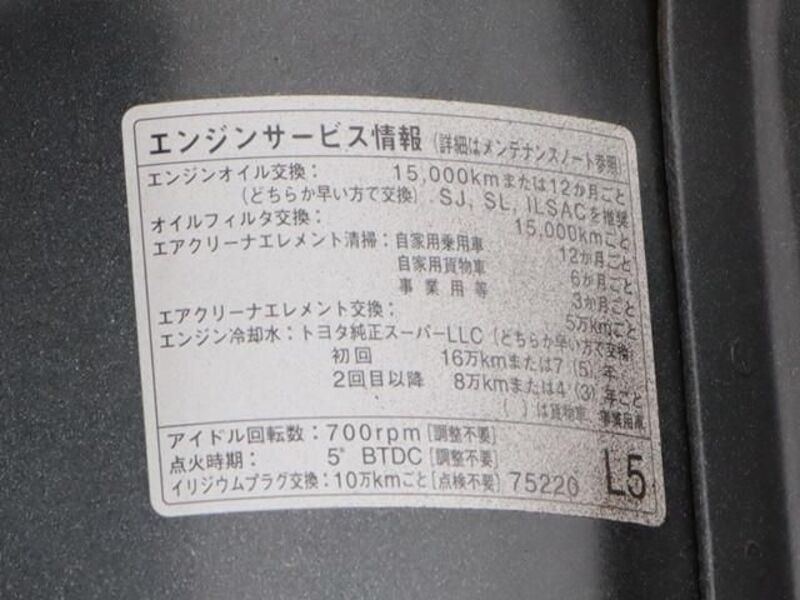 エンジンサービス情報 (詳細はメンテナンスノート参照)
エンジンオイル交換: 15,000kmまたは12か月ごと
(どちらか早い方で交換) SJ, SL, ILSACを推奨
オイルフィルタ交換: 15,000kmごと
エアクリーナエレメント清掃:自家用乗用車 12か月ごと
自家用貨物車 6か月ごと
事業用等 3か月ごと
エアクリーナエレメント交換: 5万kmごと
エンジン冷却水:トヨタ純正スーパーLLC (どちらか早い方で交換)
初回 16万kmまたは7 (5) 年
2回目以降 8万kmまたは4 (3) 年ごと
( ) は貨物車、事業用車
アイドル回転数: 700rpm [調整不要]
点火時期: 5° BTDC [調整不要]
イリジウムプラグ交換: 10万kmごと [点検不要] 75220 L5